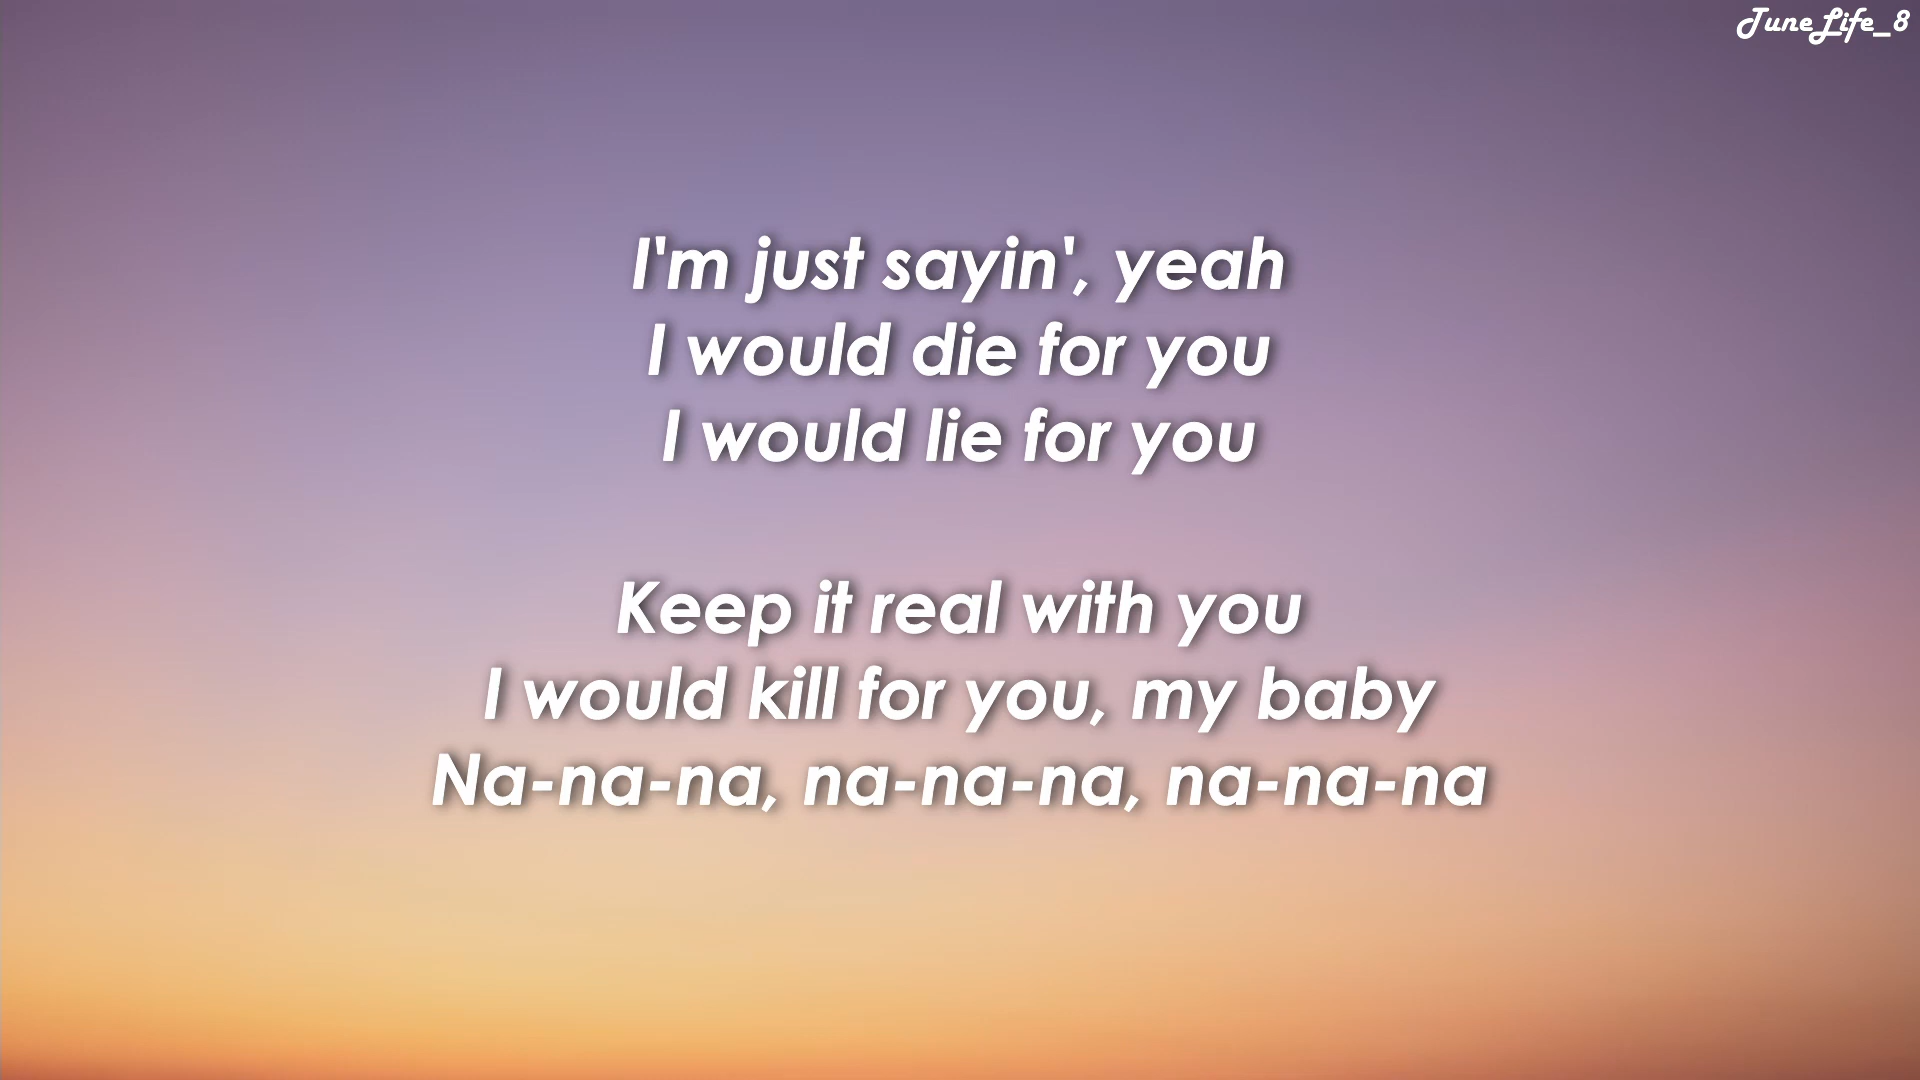 TuneLife_8
I'm just sayin', yeah
I would die for you
I would lie for you
Keep it real with you
I would kill for you, my baby
Na-na-na, na-na-na, na-na-na